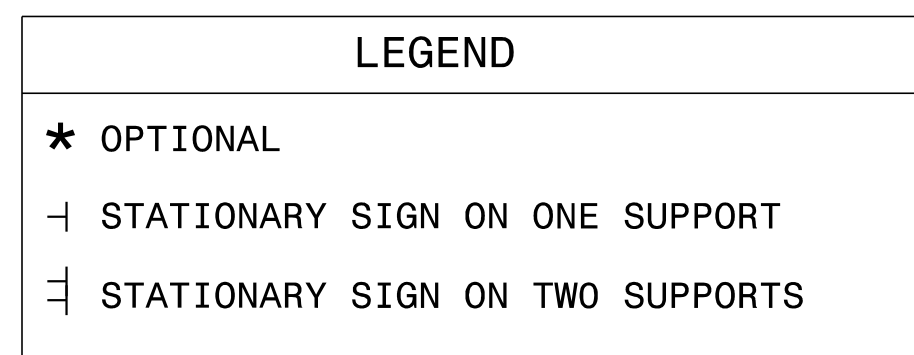 LEGEND
* OPTIONAL
STATIONARY SIGN ON ONE SUPPORT
STATIONARY SIGN ON TWO SUPPORTS